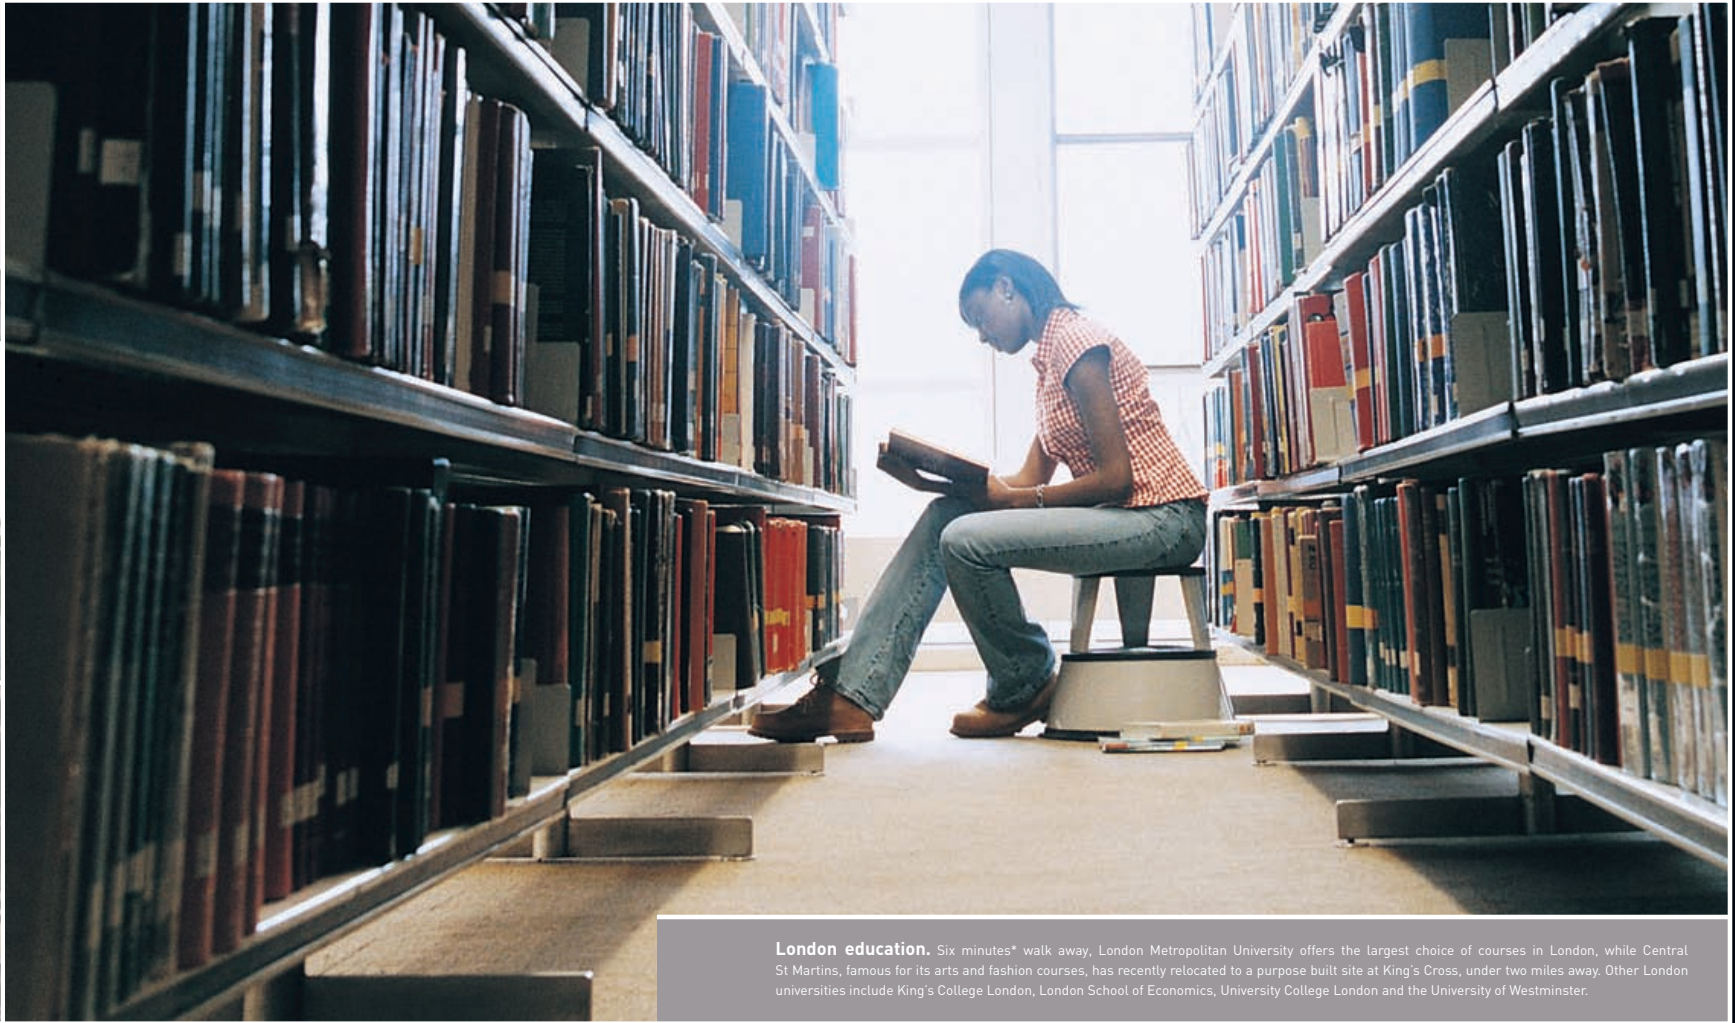 London education. Six minutes* walk away, London Metropolitan University offers the largest choice of courses in London, while Central
St Martins, famous for its arts and fashion courses, has recently relocated to a purpose built site at King's Cross, under two miles away. Other London
universities include King's College London, London School of Economics, University College London and the University of Westminster.